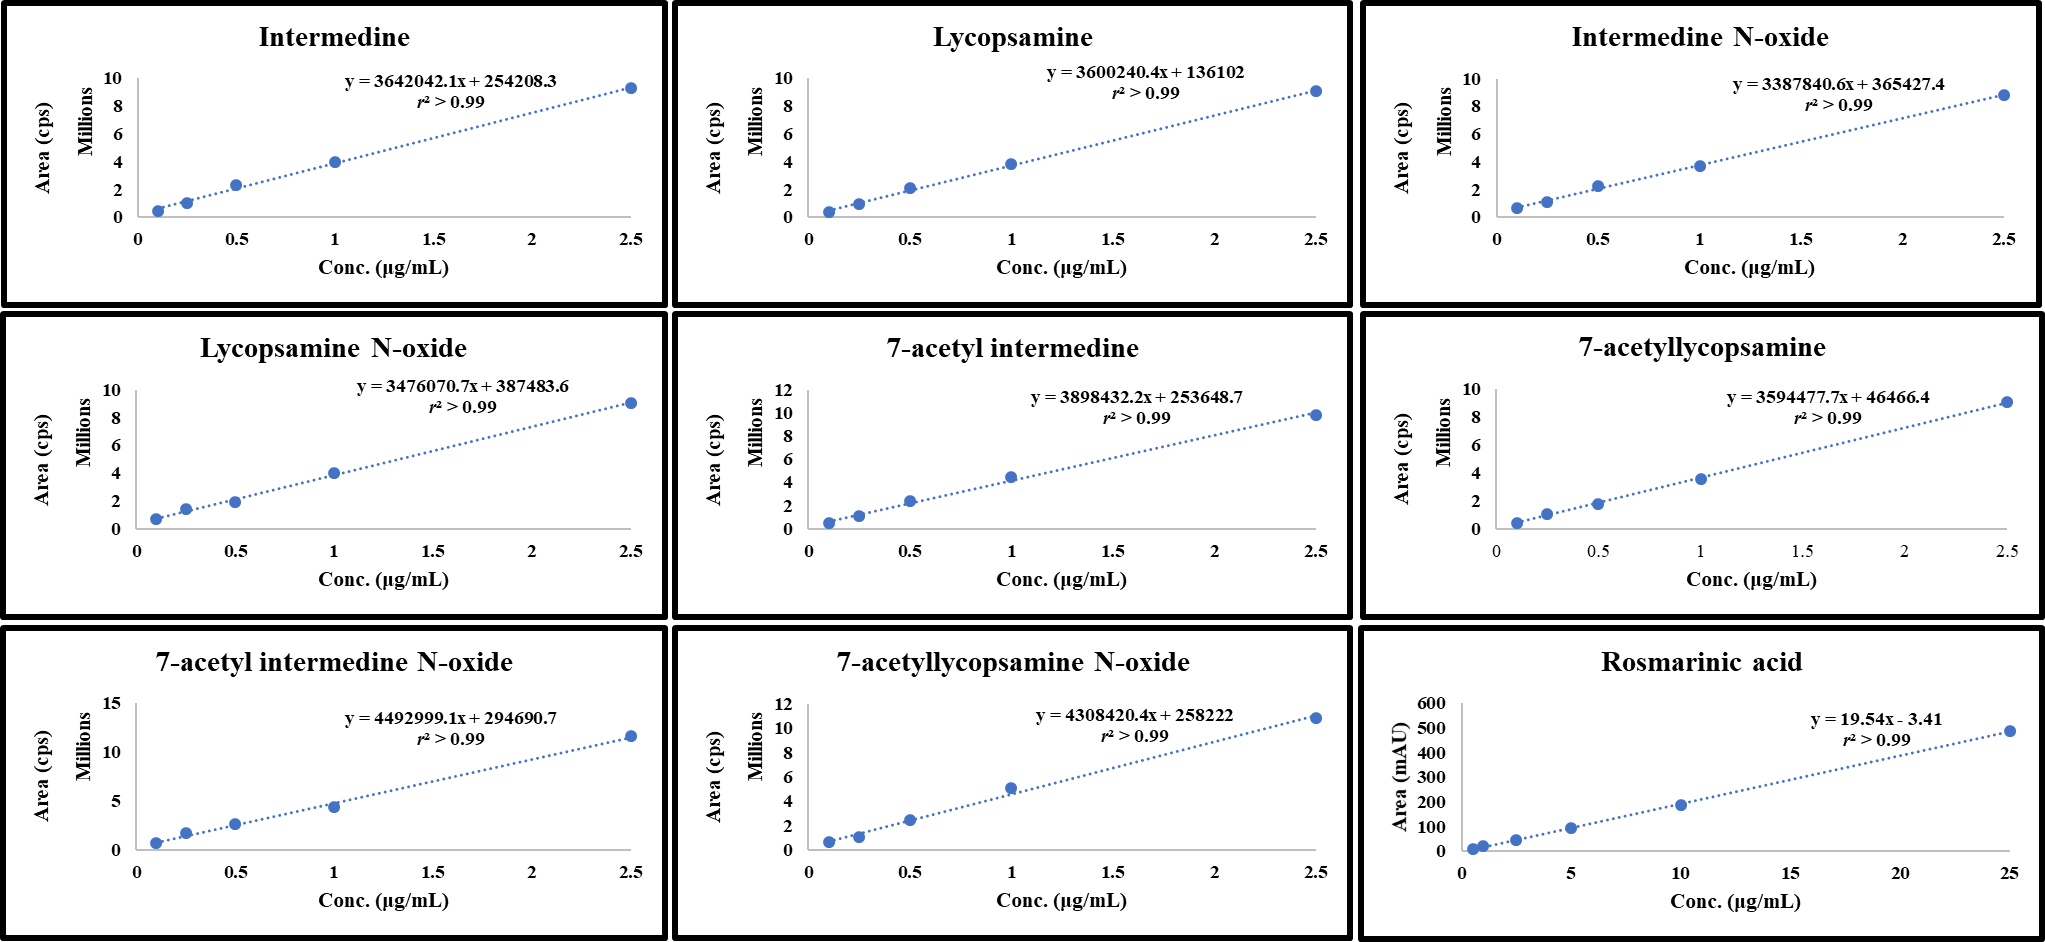 Intermedine
y = 3642042.1x + 254208.3
r² > 0.99
Area (cps)
Millions
10
8
6
4
2
0
0 0.5 1 1.5 2 2.5
Conc. (µg/mL)
Lycopsamine
y = 3600240.4x + 136102
r² > 0.99
Area (cps)
Millions
10
8
6
4
2
0
0 0.5 1 1.5 2 2.5
Conc. (µg/mL)
Intermedine N-oxide
y = 3387840.6x + 365427.4
r² > 0.99
Area (cps)
Millions
10
8
6
4
2
0
0 0.5 1 1.5 2 2.5
Conc. (µg/mL)
Lycopsamine N-oxide
y = 3476070.7x + 387483.6
r² > 0.99
Area (cps)
Millions
10
8
6
4
2
0
0 0.5 1 1.5 2 2.5
Conc. (µg/mL)
7-acetyl intermedine
y = 3898432.2x + 253648.7
r² > 0.99
Area (cps)
Millions
12
10
8
6
4
2
0
0 0.5 1 1.5 2 2.5
Conc. (µg/mL)
7-acetyllycopsamine
y = 3594477.7x + 46466.4
r² > 0.99
Area (cps)
Millions
10
8
6
4
2
0
0 0.5 1 1.5 2 2.5
Conc. (µg/mL)
7-acetyl intermedine N-oxide
y = 4492999.1x + 294690.7
r² > 0.99
Area (cps)
Millions
15
10
5
0
0 0.5 1 1.5 2 2.5
Conc. (µg/mL)
7-acetyllycopsamine N-oxide
y = 4308420.4x + 258222
r² > 0.99
Area (cps)
Millions
12
10
8
6
4
2
0
0 0.5 1 1.5 2 2.5
Conc. (µg/mL)
Rosmarinic acid
y = 19.54x - 3.41
r² > 0.99
Area (mAU)
600
500
400
300
200
100
0
0 5 10 15 20 25
Conc. (µg/mL)